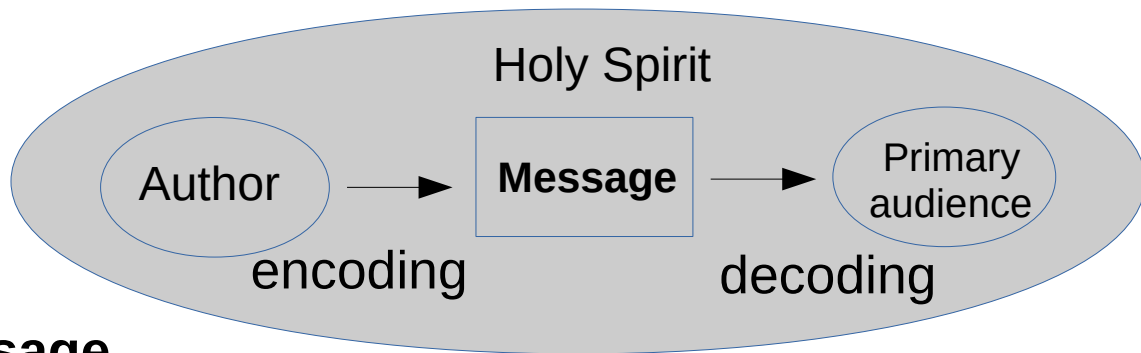 Holy Spirit
Author
Message
Primary
audience
encoding
decoding